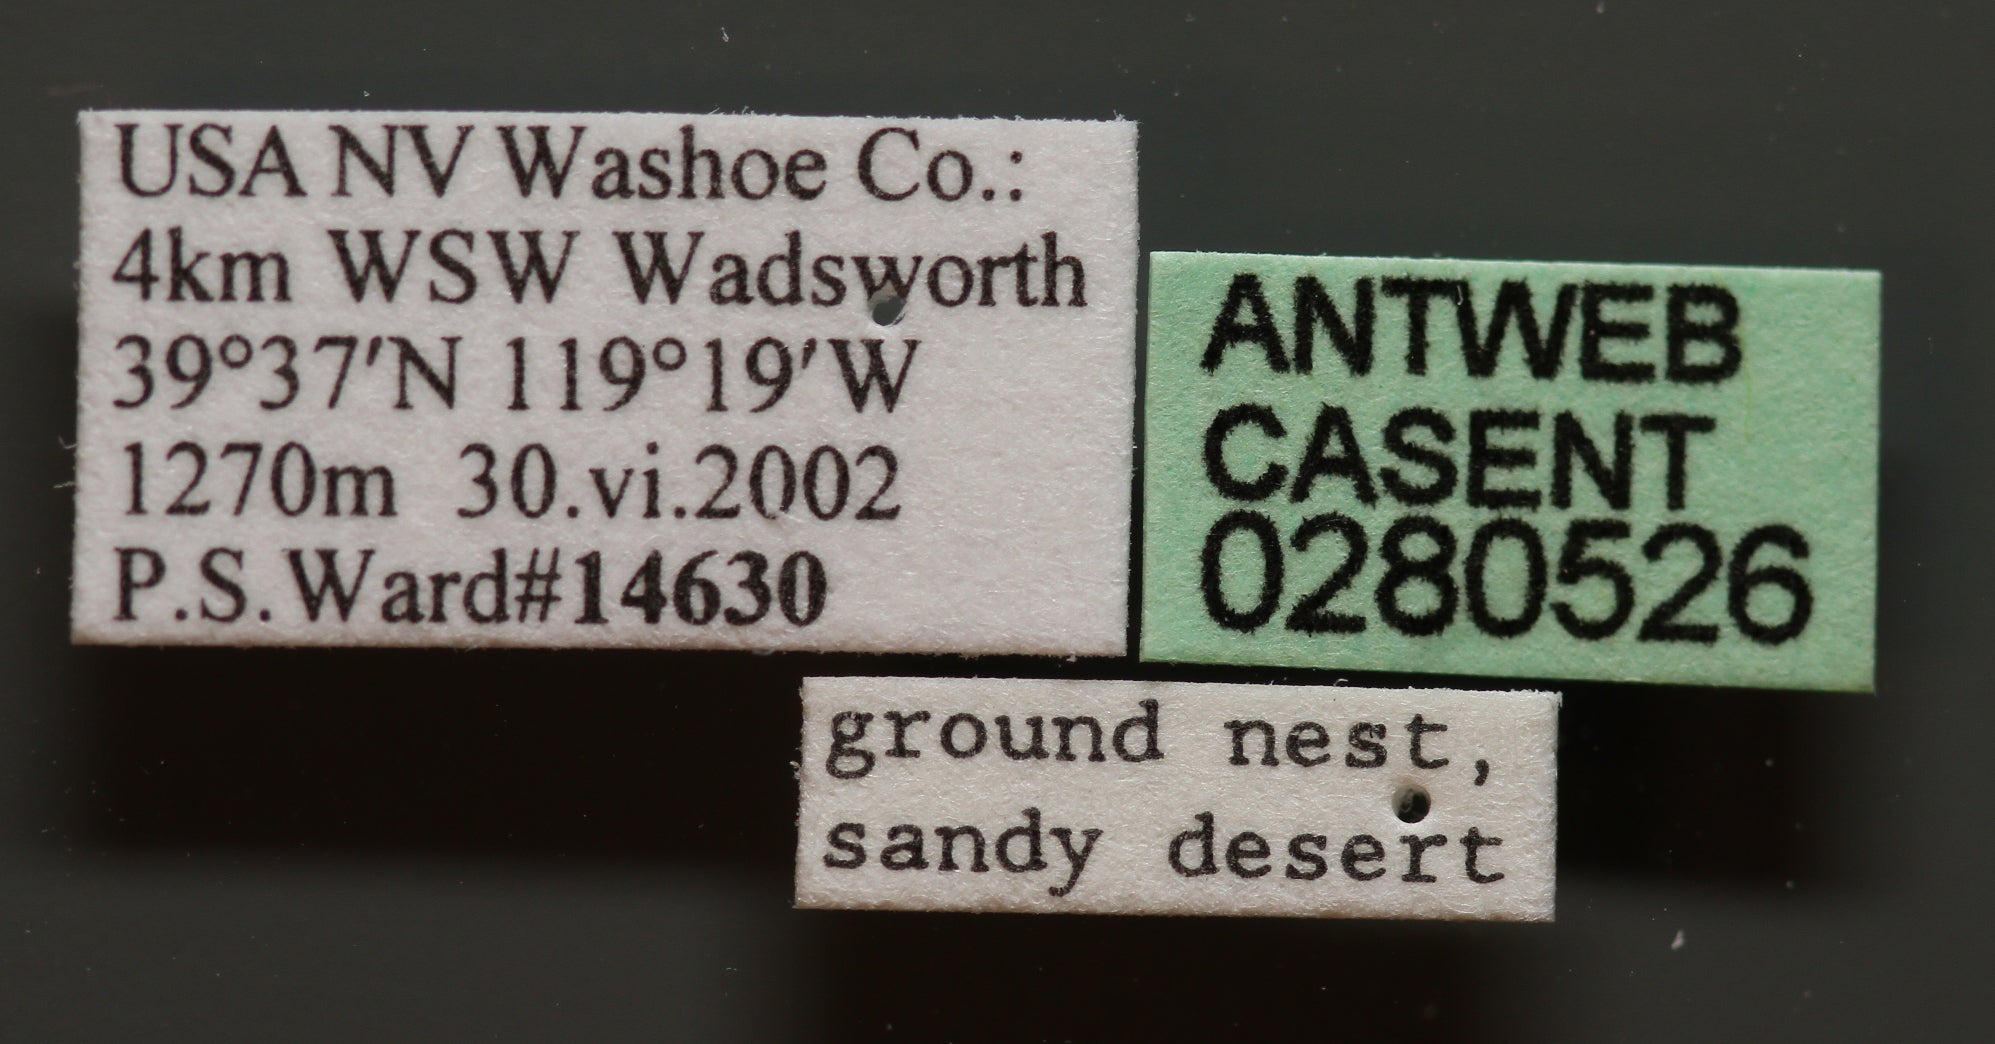 USA NV Washoe Co.:
4km WSW Wadsworth
39°37'N 119°19'W
1270m 30.vi.2002
P.S.Ward#14630
ANTWEB
CASENT
0280526
ground nest,
sandy desert